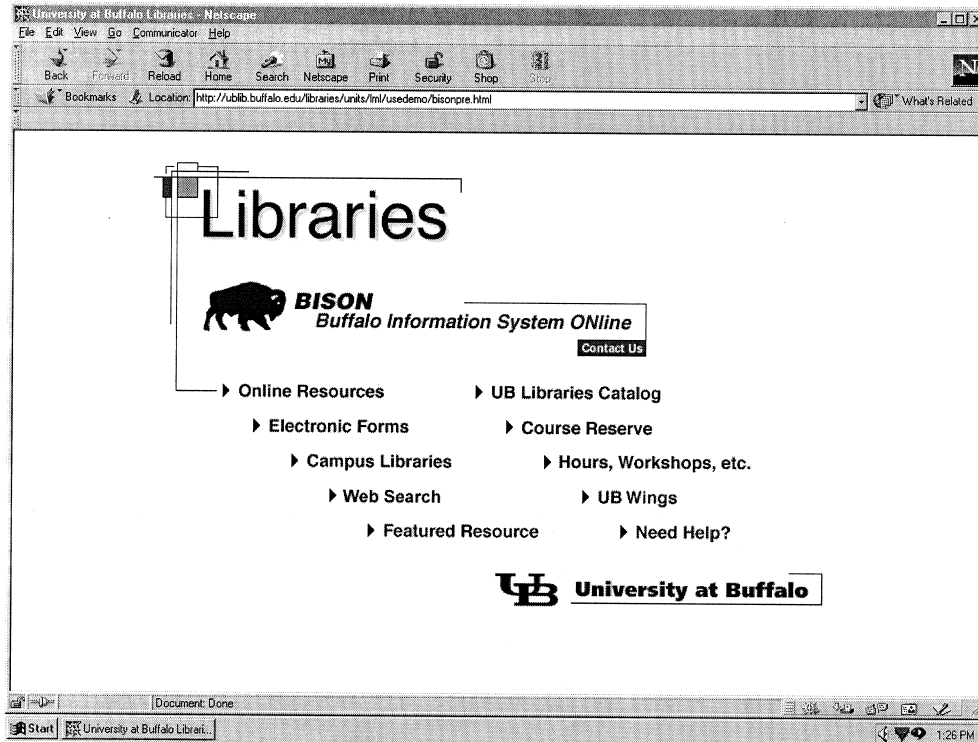 University at Buffalo Libraries - Netscape
File Edit View Go Communicator Help
Back Forward Reload Home Search Netscape Print Security Shop Stop
My
N
Bookmarks Location: http://ublib.buffalo.edu/libraries/units/lml/usedemo/bisonpre.html What's Related
Libraries
BISON
Buffalo Information System ONline
Contact Us
Online Resources UB Libraries Catalog
Electronic Forms Course Reserve
Campus Libraries Hours, Workshops, etc.
Web Search UB Wings
Featured Resource Need Help?
UB University at Buffalo
Document: Done
Start University at Buffalo Librari... 1:26 PM